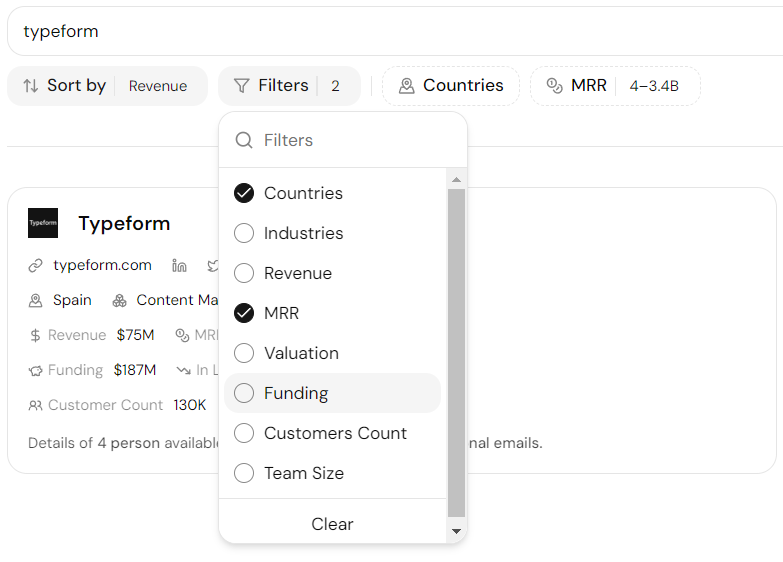 typeform
Sort by Revenue Filters 2 Countries MRR 4–3.4B
Filters
Countries
Industries
Revenue
MRR
Valuation
Funding
Customers Count
Team Size
Clear
Typeform
Typeform
typeform.com
Spain Content Ma
Revenue $75M MRR
Funding $187M In L
Customer Count 130K
Details of 4 person available nal emails.